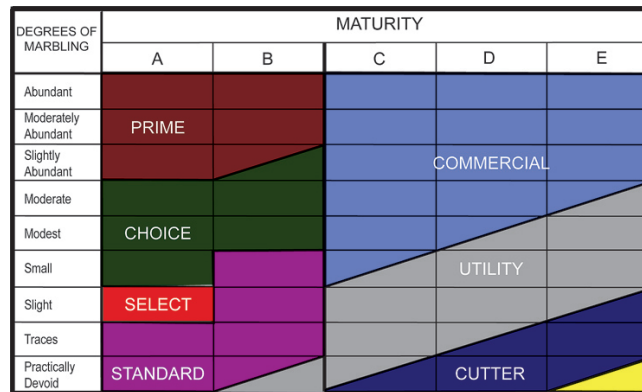 DEGREES OF
MARBLING
MATURITY
A B C D E
Abundant
Moderately
Abundant
PRIME
Slightly
Abundant
COMMERCIAL
Moderate
Modest
CHOICE
Small
UTILITY
Slight
SELECT
Traces
Practically
Devoid
STANDARD
CUTTER